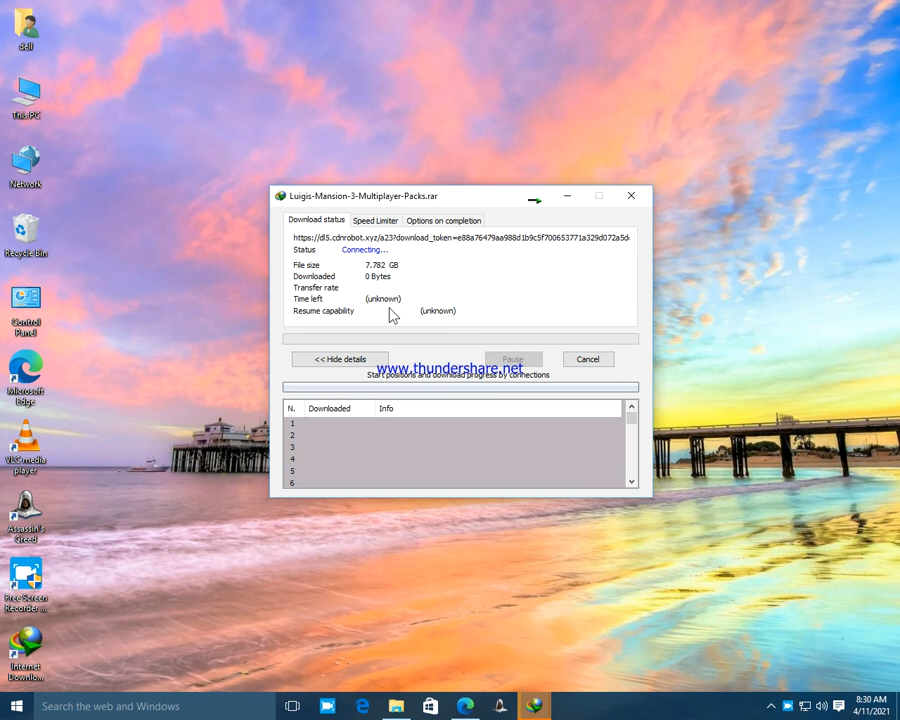 dell
This PC
Network
Recycle Bin
Control
Panel
Microsoft
Edge
VLC media
player
Assassin's
Creed
Free Screen
Recorder ...
Internet
Downlo...
Luigis-Mansion-3-Multiplayer-Packs.rar
Download status
Speed Limiter
Options on completion
https://dl5.cdnrobot.xyz/a23?download_token=e88a76479aa988d1b9c5f700653771a329d072a5d
Status Connecting...
File size 7.782 GB
Downloaded 0 Bytes
Transfer rate
Time left (unknown)
Resume capability (unknown)
<< Hide details
Pause
Cancel
www.thundershare.net
Start positions and download progress by connections
N. Downloaded Info
1
2
3
4
5
6
Search the web and Windows
8:30 AM
4/11/2021